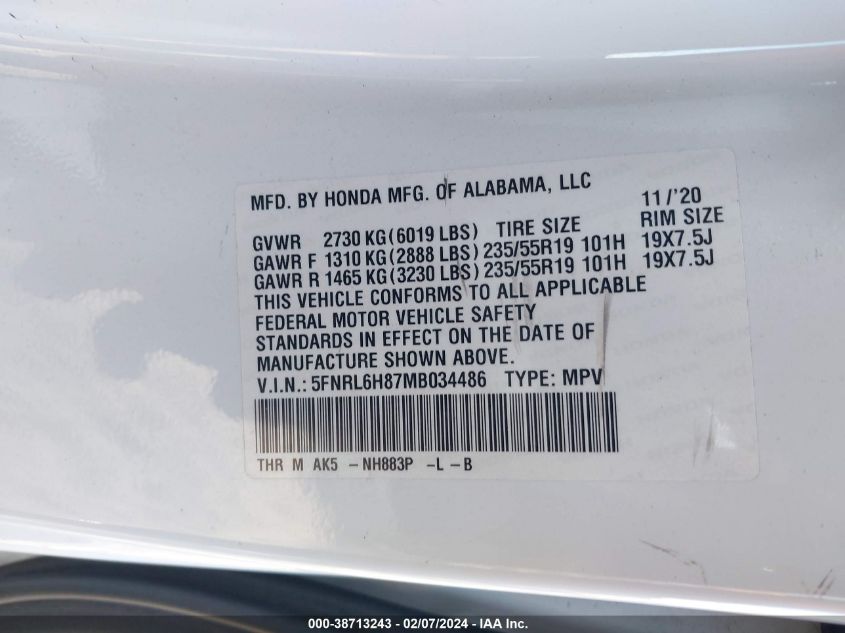 MFD. BY HONDA MFG. OF ALABAMA, LLC 11/'20
GVWR 2730 KG (6019 LBS) TIRE SIZE RIM SIZE
GAWR F 1310 KG (2888 LBS) 235/55R19 101H 19X7.5J
GAWR R 1465 KG (3230 LBS) 235/55R19 101H 19X7.5J
THIS VEHICLE CONFORMS TO ALL APPLICABLE
FEDERAL MOTOR VEHICLE SAFETY
STANDARDS IN EFFECT ON THE DATE OF
MANUFACTURE SHOWN ABOVE.
V.I.N.: 5FNRL6H87MB034486 TYPE: MPV
THR M AK5 - NH883P - L - B
000-38713243 - 02/07/2024 - IAA Inc.